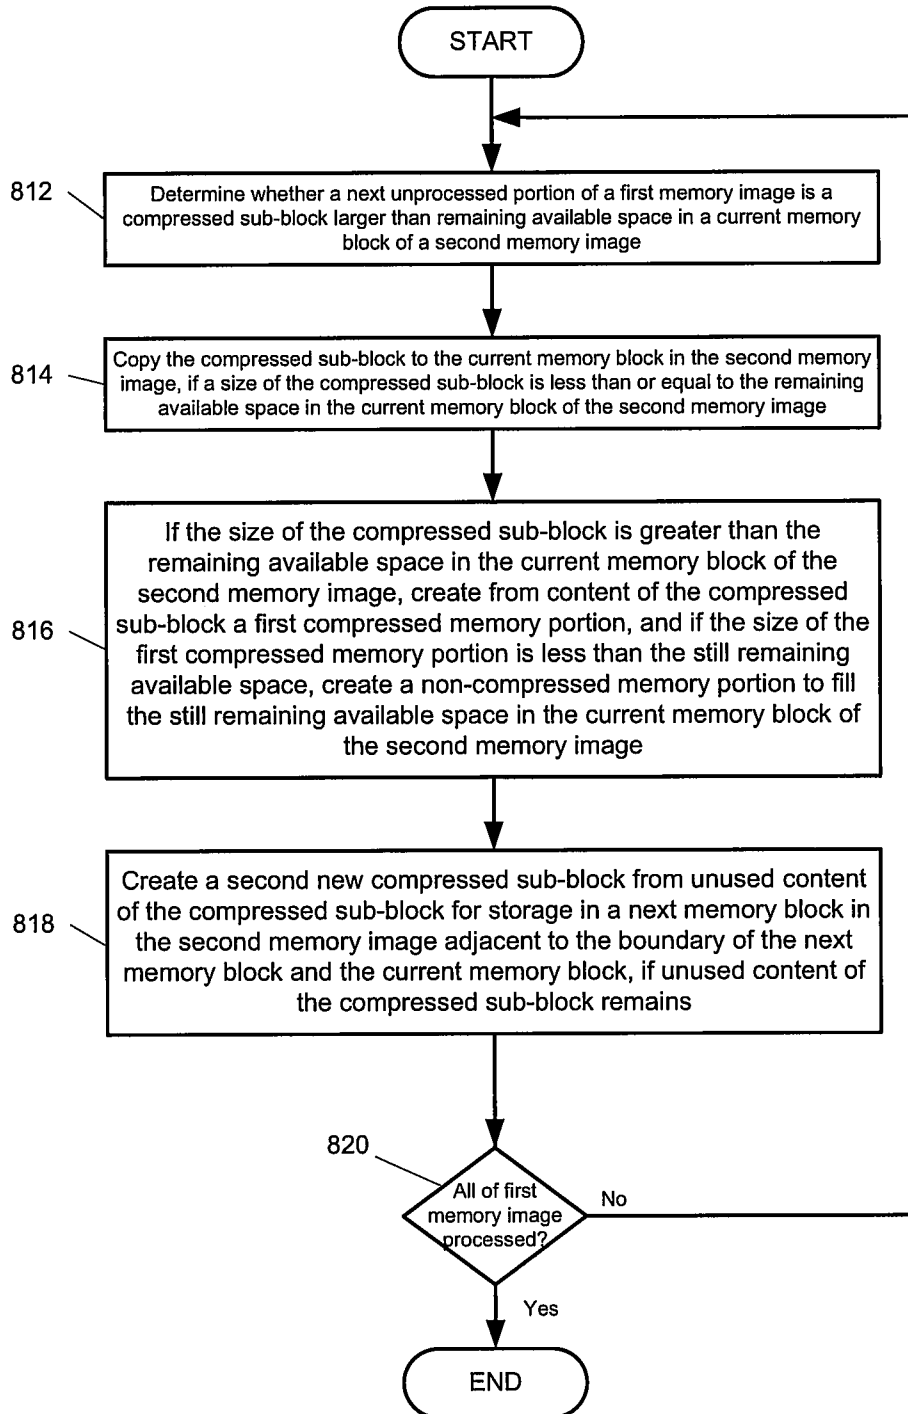 START
812
Determine whether a next unprocessed portion of a first memory image is a
compressed sub-block larger than remaining available space in a current memory
block of a second memory image
814
Copy the compressed sub-block to the current memory block in the second memory
image, if a size of the compressed sub-block is less than or equal to the remaining
available space in the current memory block of the second memory image
816
If the size of the compressed sub-block is greater than the
remaining available space in the current memory block of the
second memory image, create from content of the compressed
sub-block a first compressed memory portion, and if the size of the
first compressed memory portion is less than the still remaining
available space, create a non-compressed memory portion to fill
the still remaining available space in the current memory block of
the second memory image
818
Create a second new compressed sub-block from unused content
of the compressed sub-block for storage in a next memory block in
the second memory image adjacent to the boundary of the next
memory block and the current memory block, if unused content of
the compressed sub-block remains
820
All of first
memory image
processed?
No
Yes
END